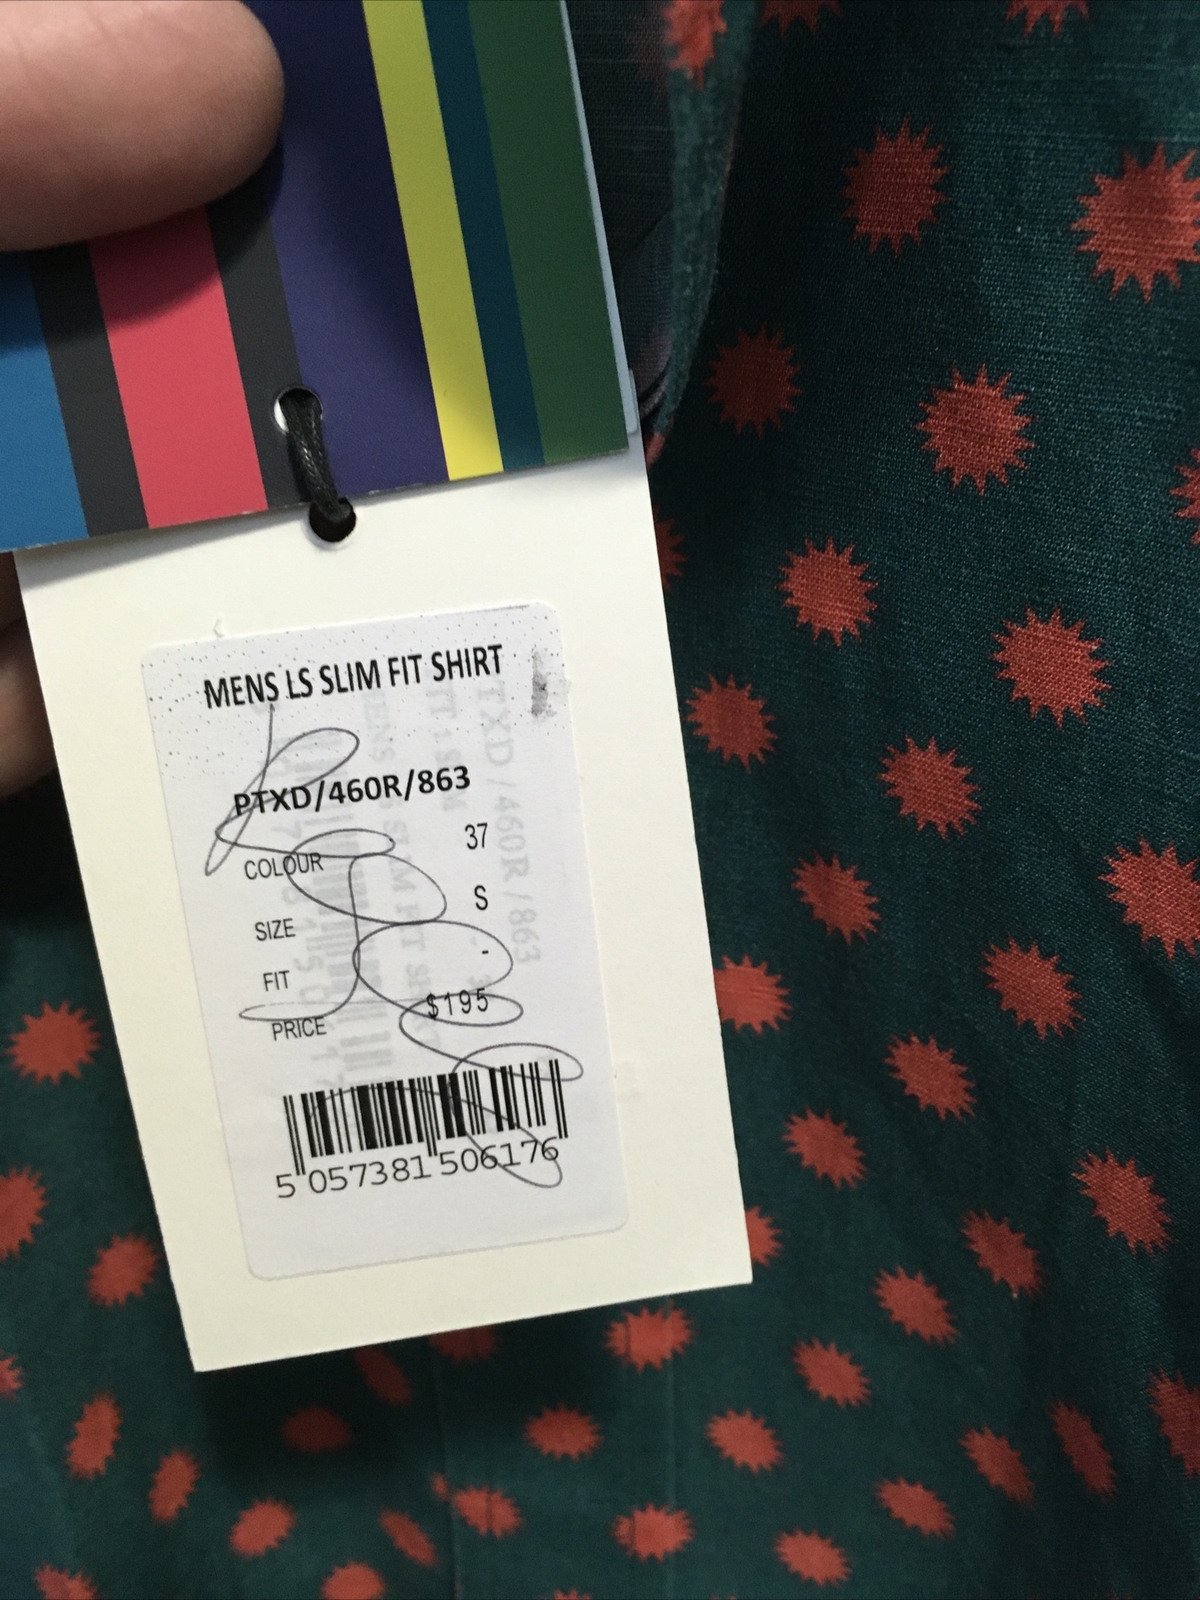 MENS LS SLIM FIT SHIRT
PTXD/460R/863
COLOUR 37
SIZE S
FIT -
PRICE $195
5 057381 506176